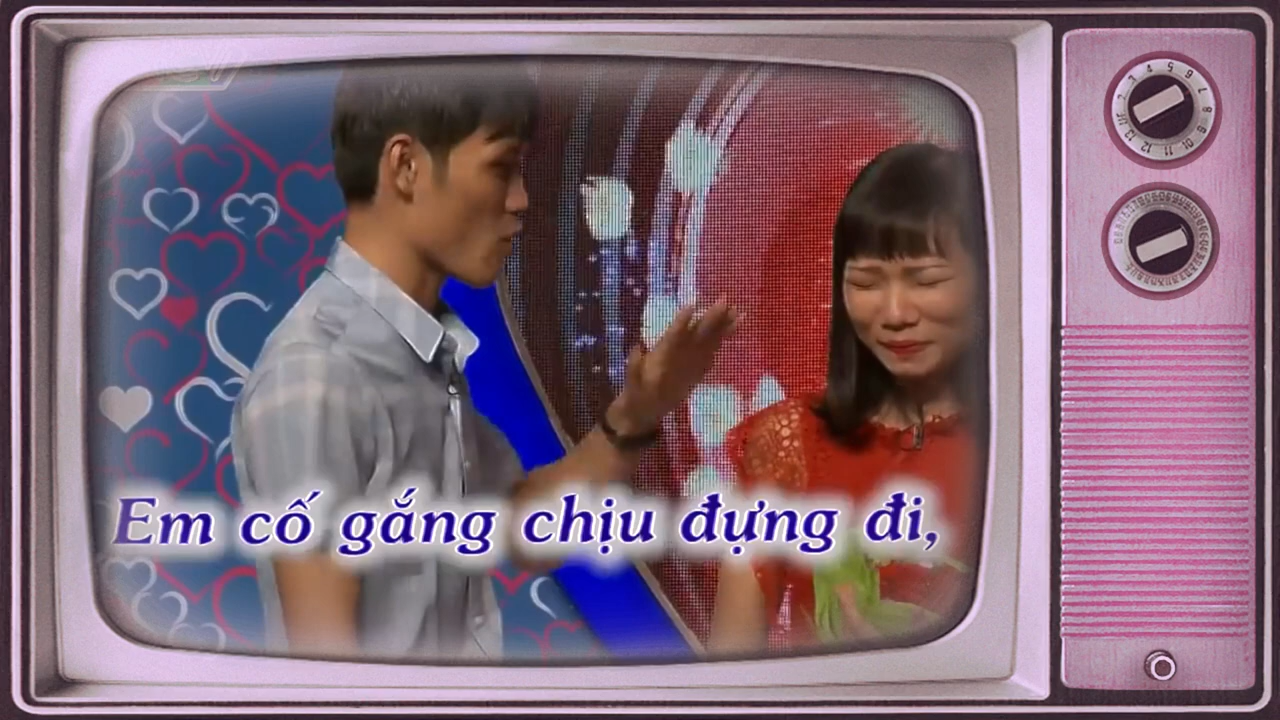 Em cố gắng chịu đựng đi,